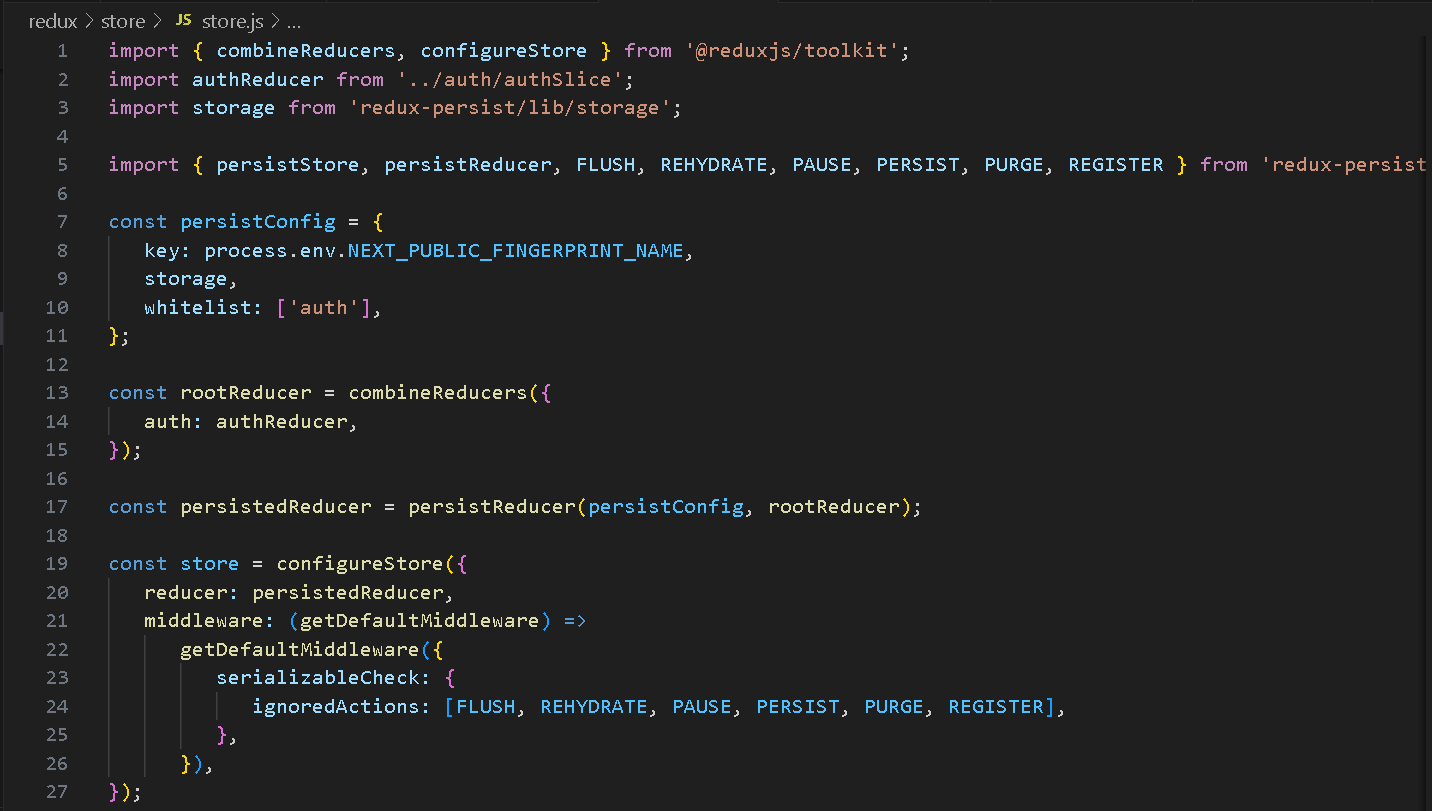 redux > store > JS store.js > ...
1 import { combineReducers, configureStore } from '@reduxjs/toolkit';
2 import authReducer from '../auth/authSlice';
3 import storage from 'redux-persist/lib/storage';
4
5 import { persistStore, persistReducer, FLUSH, REHYDRATE, PAUSE, PERSIST, PURGE, REGISTER } from 'redux-persist
6
7 const persistConfig = {
8 key: process.env.NEXT_PUBLIC_FINGERPRINT_NAME,
9 storage,
10 whitelist: ['auth'],
11 };
12
13 const rootReducer = combineReducers({
14 auth: authReducer,
15 });
16
17 const persistedReducer = persistReducer(persistConfig, rootReducer);
18
19 const store = configureStore({
20 reducer: persistedReducer,
21 middleware: (getDefaultMiddleware) =>
22 getDefaultMiddleware({
23 serializableCheck: {
24 ignoredActions: [FLUSH, REHYDRATE, PAUSE, PERSIST, PURGE, REGISTER],
25 },
26 }),
27 });